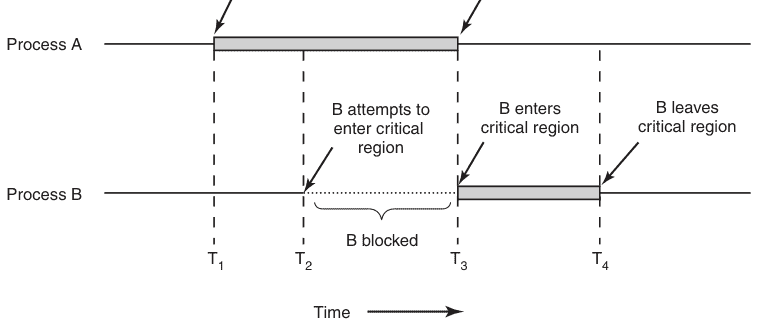 Process A
B attempts to
enter critical
region
B enters
critical region
B leaves
critical region
Process B
B blocked
T1
T2
T3
T4
Time